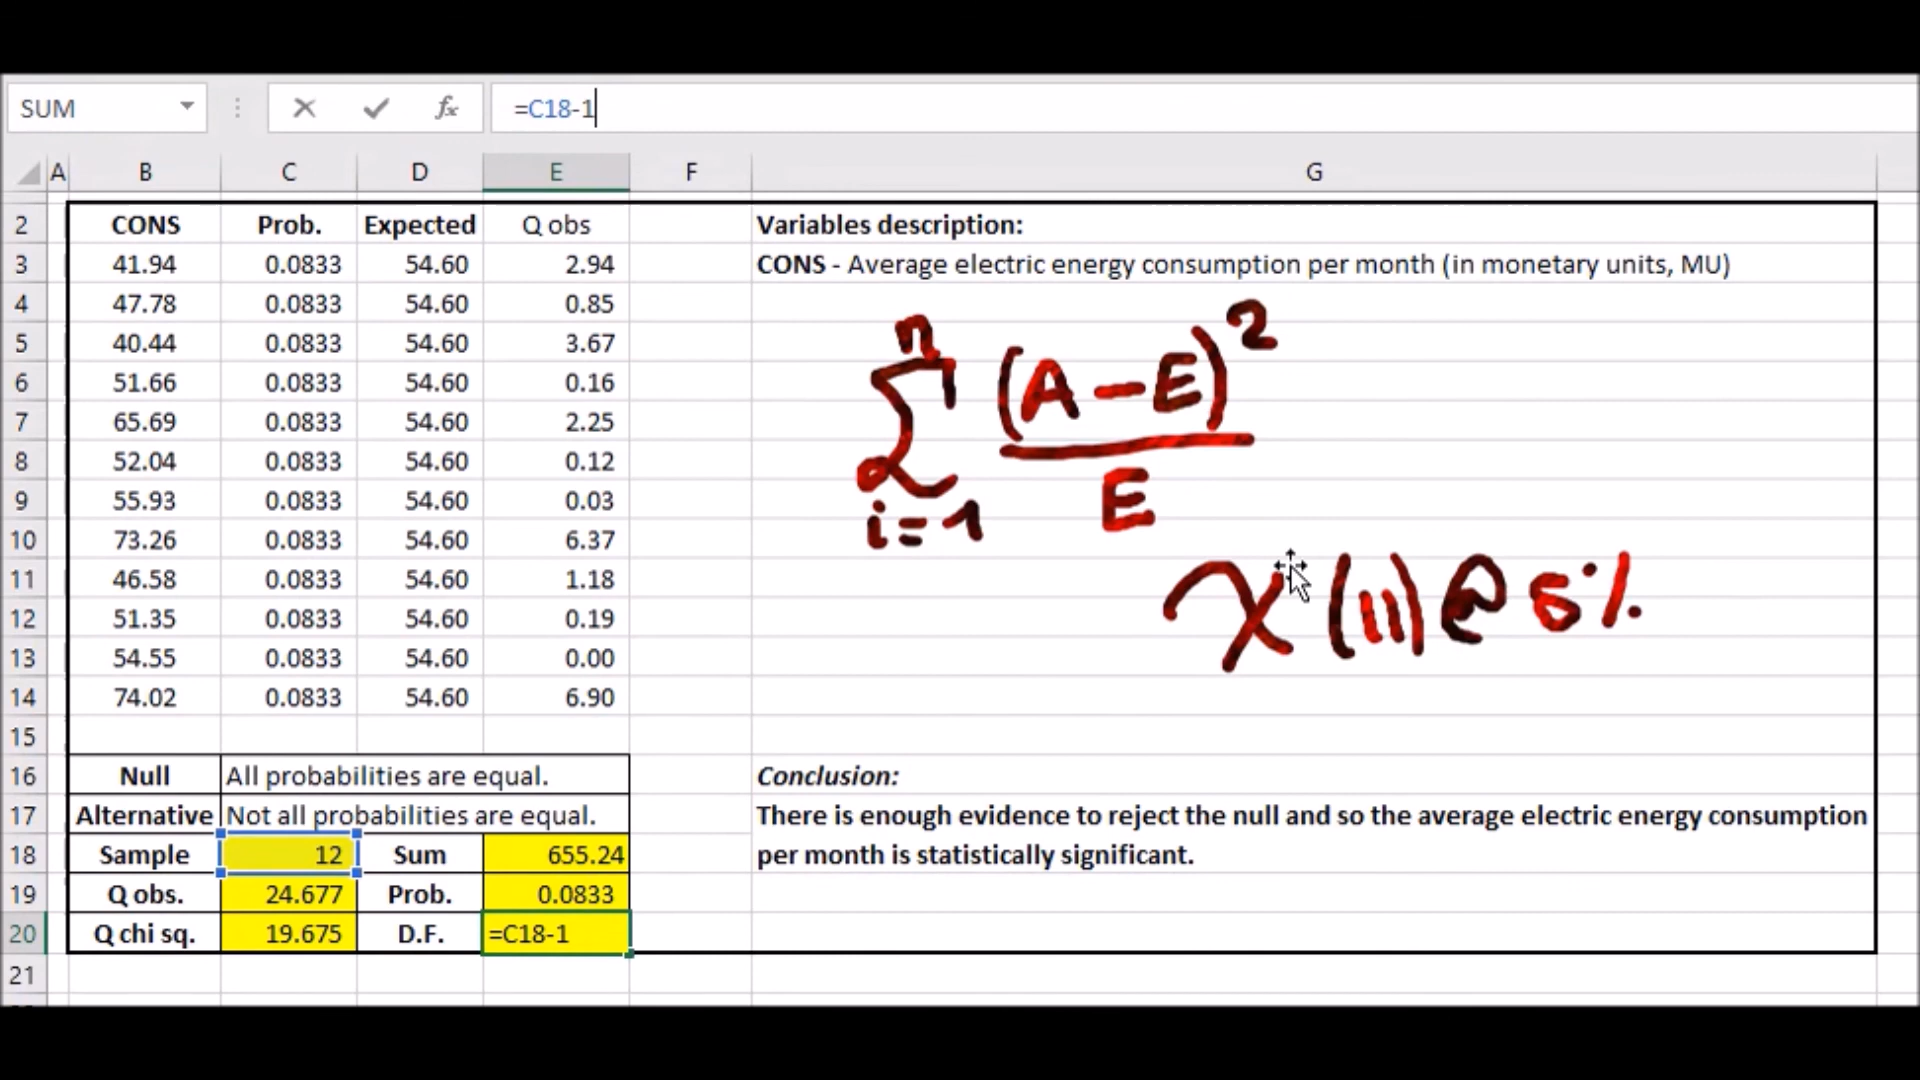 SUM fx =C18-1
A B C D E F G
2 CONS Prob. Expected Q obs Variables description:
3 41.94 0.0833 54.60 2.94 CONS - Average electric energy consumption per month (in monetary units, MU)
4 47.78 0.0833 54.60 0.85
5 40.44 0.0833 54.60 3.67
6 51.66 0.0833 54.60 0.16
7 65.69 0.0833 54.60 2.25
8 52.04 0.0833 54.60 0.12
9 55.93 0.0833 54.60 0.03
10 73.26 0.0833 54.60 6.37
11 46.58 0.0833 54.60 1.18
12 51.35 0.0833 54.60 0.19
13 54.55 0.0833 54.60 0.00
14 74.02 0.0833 54.60 6.90
n
∑ (A-E)²
E
i=1
χ (11) @ 5%
15
16 Null All probabilities are equal. Conclusion:
17 Alternative Not all probabilities are equal. There is enough evidence to reject the null and so the average electric energy consumption
18 Sample 12 Sum 655.24 per month is statistically significant.
19 Q obs. 24.677 Prob. 0.0833
20 Q chi sq. 19.675 D.F. =C18-1
21